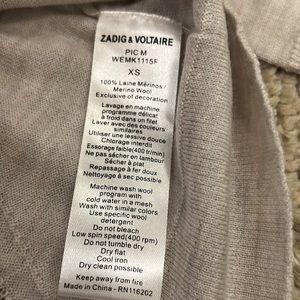 ZADIG & VOLTAIRE
PIC M
WEMK1115F
XS
100% Laine Mérinos /
Merino Wool
Exclusive of decoration
Lavage en machine
programme délicat
à froid dans un filet
Laver avec des couleurs
similaires
Utiliser une lessive douce
Chlorage interdit
Essorage faible(400 tr/min)
Ne pas sécher en tambour
Sécher à plat
Repassage à fer doux
Nettoyage à sec possible
Machine wash wool
program with
cold water in a mesh
Wash with similar colors
Use specific wool
detergent
Do not bleach
Low spin speed(400 rpm)
Do not tumble dry
Dry flat
Cool iron
Dry clean possible
Keep away from fire
Made in China - RN116202